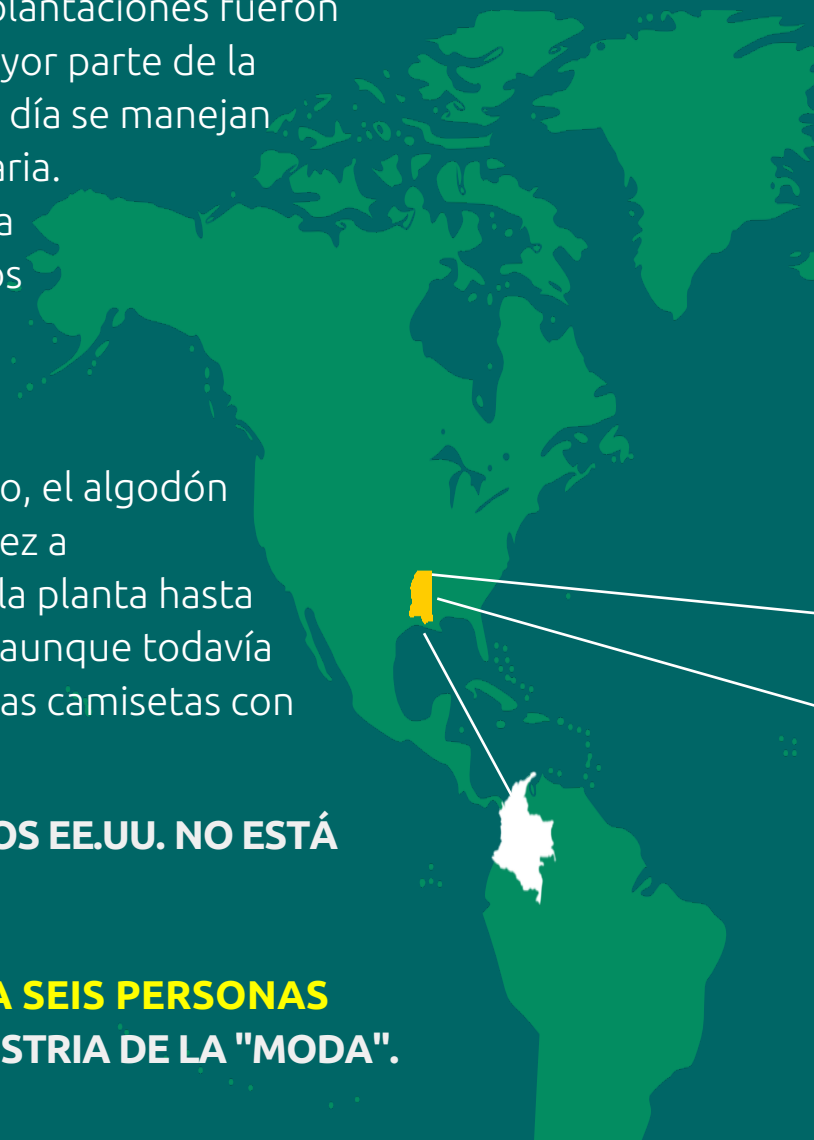 plantaciones fueron
yor parte de la
día se manejan
aria.
a
os
o, el algodón
ez a
la planta hasta
aunque todavía
as camisetas con
OS EE.UU. NO ESTÁ
A SEIS PERSONAS
STRIA DE LA "MODA".